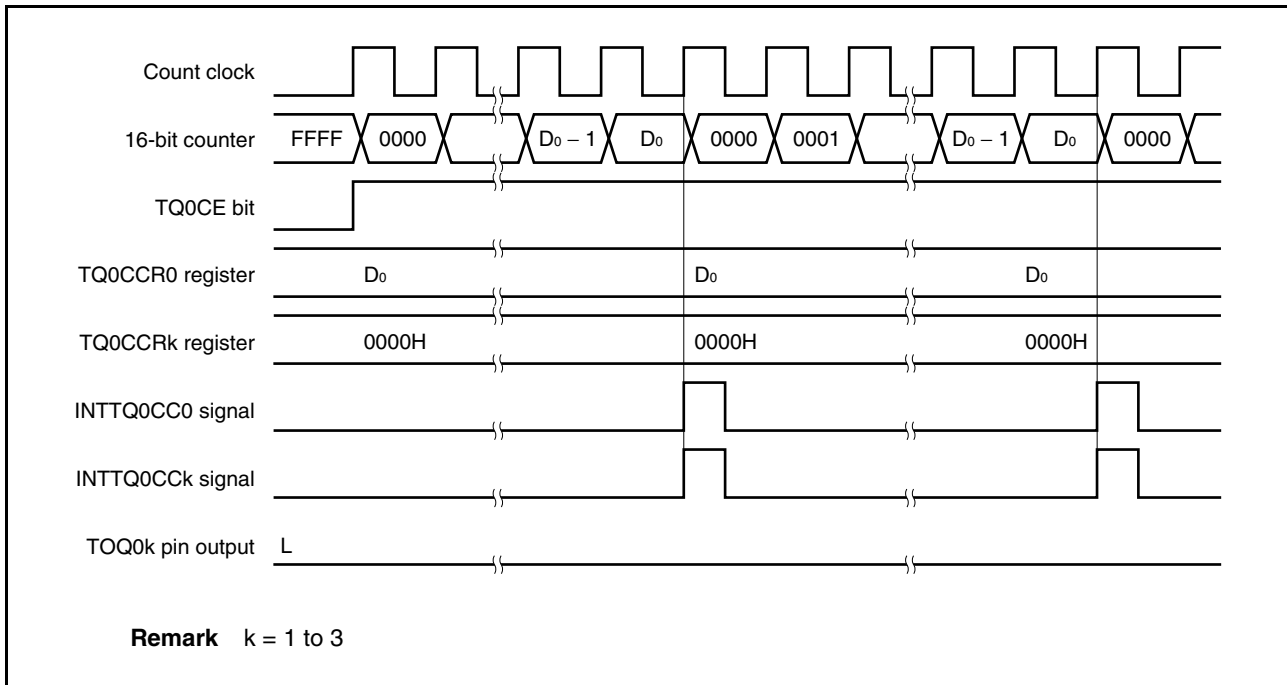 Count clock
16-bit counter FFFF 0000 D0 − 1 D0 0000 0001 D0 − 1 D0 0000
TQ0CE bit
TQ0CCR0 register D0 D0 D0
TQ0CCRk register 0000H 0000H 0000H
INTTQ0CC0 signal
INTTQ0CCk signal
TOQ0k pin output L
Remark k = 1 to 3